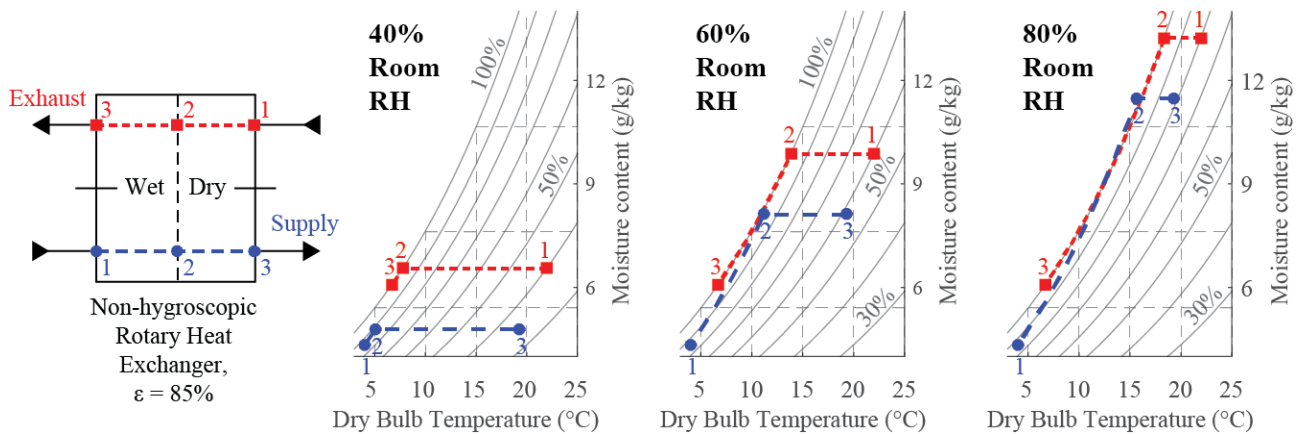 Exhaust
3
2
1
Wet
Dry
Supply
1
2
3
Non-hygroscopic
Rotary Heat
Exchanger,
ε = 85%
40%
Room
RH
100%
50%
3
2
1
1
2
3
12
9
6
Moisture content (g/kg)
5
10
15
20
25
Dry Bulb Temperature (°C)
60%
Room
RH
100%
50%
2
1
2
3
3
1
12
9
6
Moisture content (g/kg)
5
10
15
20
25
Dry Bulb Temperature (°C)
80%
Room
RH
2
1
2
3
3
1
30%
12
9
6
Moisture content (g/kg)
5
10
15
20
25
Dry Bulb Temperature (°C)